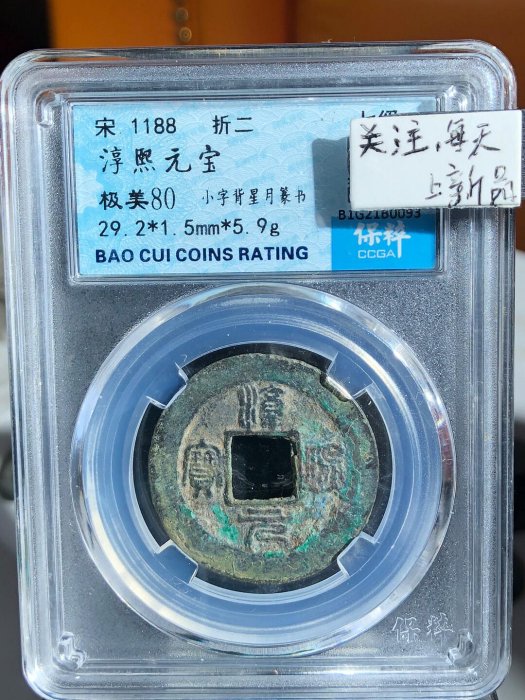 宋 1188 折二
淳熙元宝
极美80 小字背星月篆书
29.2*1.5mm*5.9g
BAO CUI COINS RATING
B1G21B0093
保粹
CCGA
关注,每天
上新品
淳
熙
元
寶
保粹